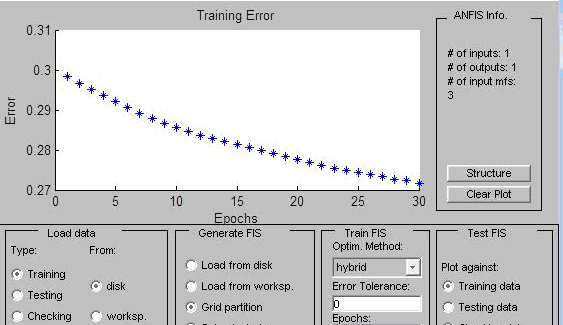 Training Error
0.31
0.3
0.29
0.28
0.27
Error
0 5 10 15 20 25 30
Epochs
ANFIS Info.
# of inputs: 1
# of outputs: 1
# of input mfs:
3
Structure
Clear Plot
Load data
Type: From:
Training
disk
Testing
Checking
worksp.
Generate FIS
Load from disk
Load from worksp.
Grid partition
Train FIS
Optim. Method:
hybrid
Error Tolerance:
0
Epochs:
Test FIS
Plot against:
Training data
Testing data